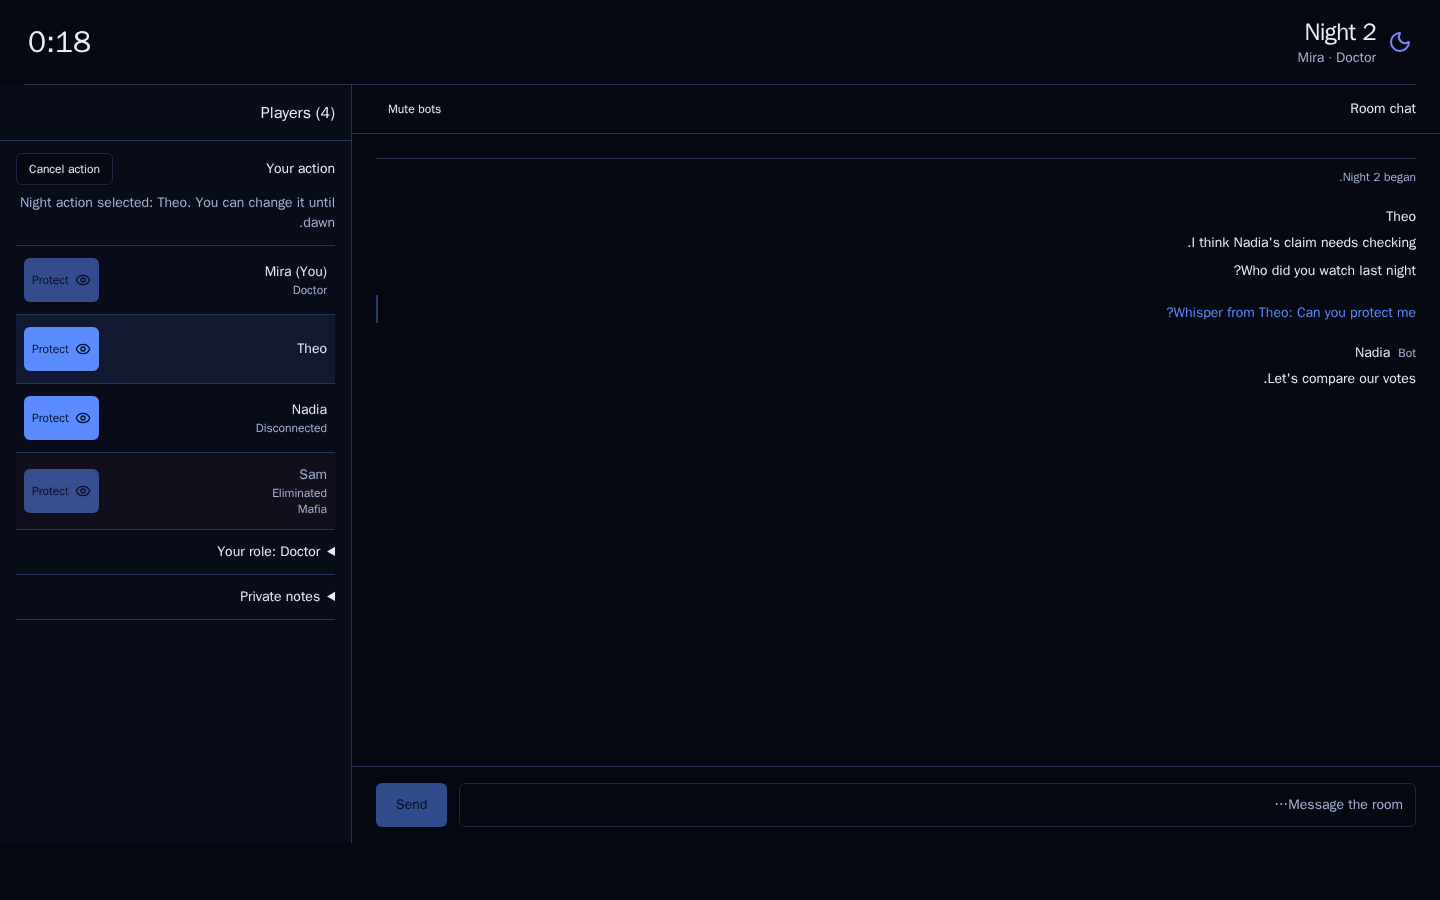 Night 2
Mira · Doctor
0:18
Players (4)
Your action
Cancel action
Night action selected: Theo. You can change it until
.dawn
Mira (You)
Doctor
Protect
Theo
Protect
Nadia
Disconnected
Protect
Sam
Eliminated
Mafia
Protect
Your role: Doctor
Private notes
Room chat
Mute bots
.Night 2 began
Theo
.I think Nadia's claim needs checking
?Who did you watch last night
?Whisper from Theo: Can you protect me
Nadia Bot
.Let's compare our votes
…Message the room
Send